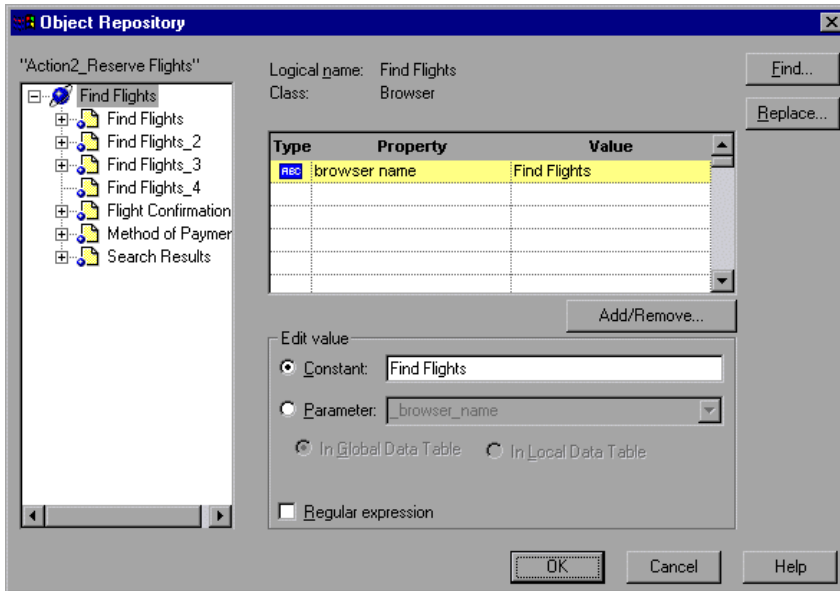 Object Repository
"Action2_Reserve Flights"
Find Flights
Find Flights
Find Flights_2
Find Flights_3
Find Flights_4
Flight Confirmation
Method of Paymer
Search Results
Logical name: Find Flights
Class: Browser
Type Property Value
ABC browser name Find Flights
Add/Remove...
Edit value
Constant: Find Flights
Parameter: _browser_name
In Global Data Table In Local Data Table
Regular expression
Find...
Replace...
OK Cancel Help